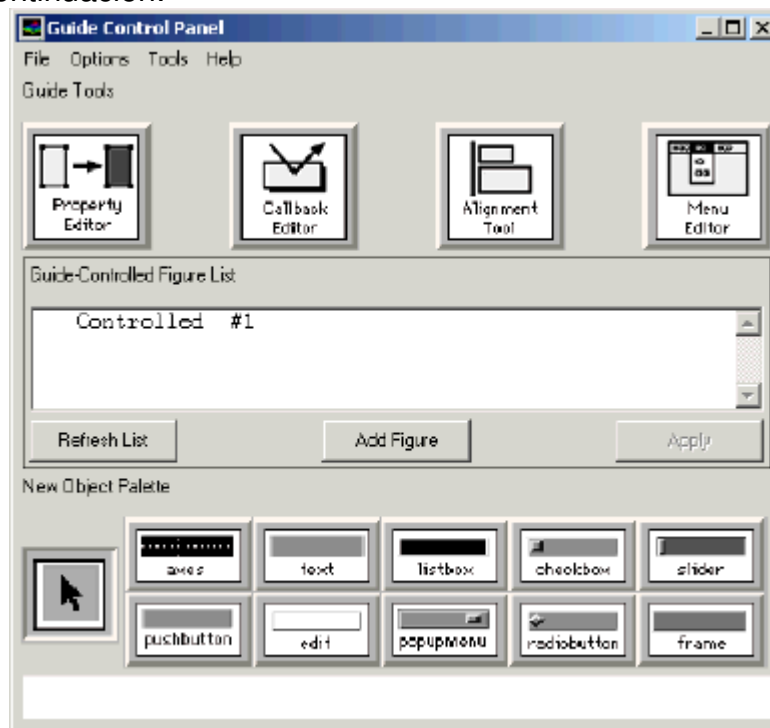 ontinuación.
Guide Control Panel
File Options Tools Help
Guide Tools
Property Editor
Callback Editor
Alignment Tool
Menu Editor
Guide-Controlled Figure List
Controlled #1
Refresh List
Add Figure
Apply
New Object Palette
axes
text
listbox
checkbox
slider
pushbutton
edit
popupmenu
radiobutton
frame